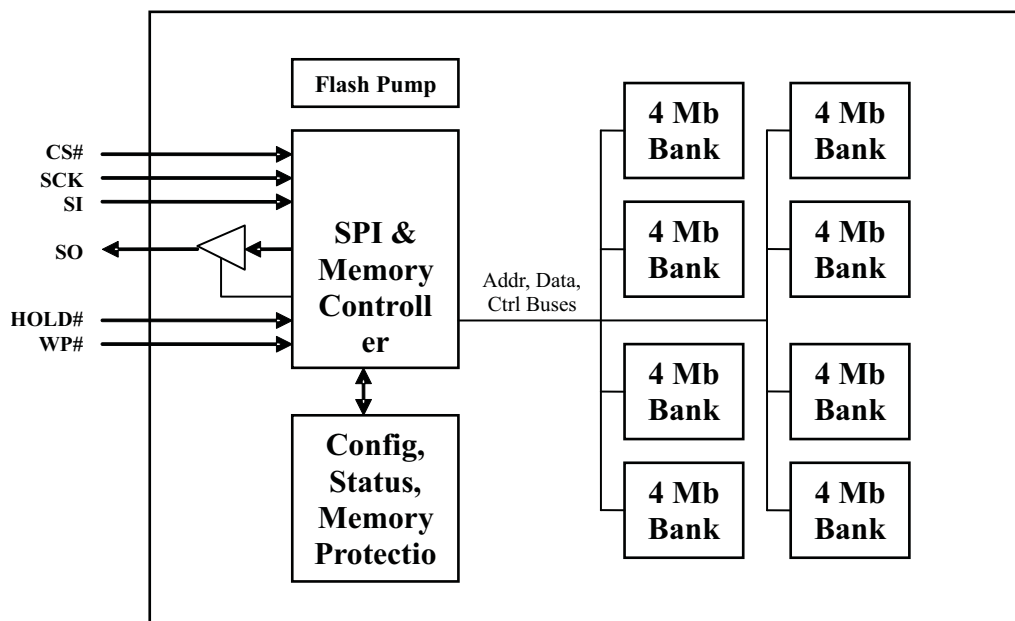 Flash Pump
CS#
SCK
SI
SO
HOLD#
WP#
SPI &
Memory
Controll
er
Config,
Status,
Memory
Protectio
Addr, Data,
Ctrl Buses
4 Mb
Bank
4 Mb
Bank
4 Mb
Bank
4 Mb
Bank
4 Mb
Bank
4 Mb
Bank
4 Mb
Bank
4 Mb
Bank